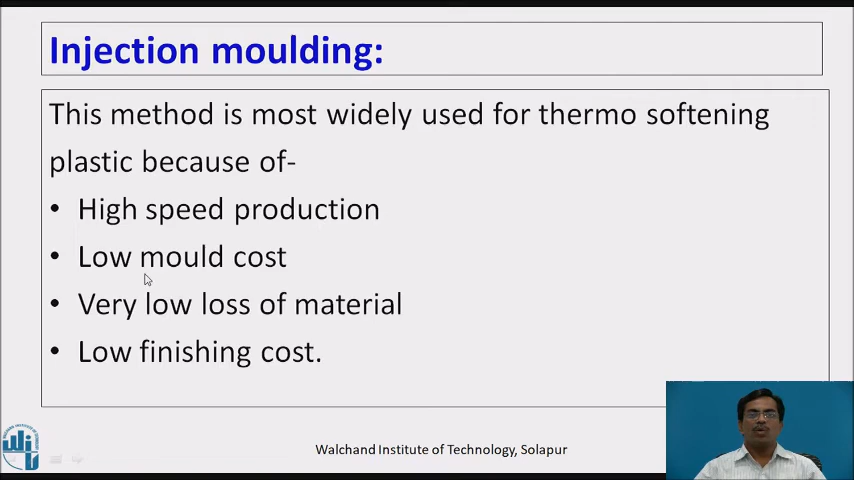 Injection moulding:
This method is most widely used for thermo softening
plastic because of-
• High speed production
• Low mould cost
• Very low loss of material
• Low finishing cost.
Walchand Institute of Technology, Solapur